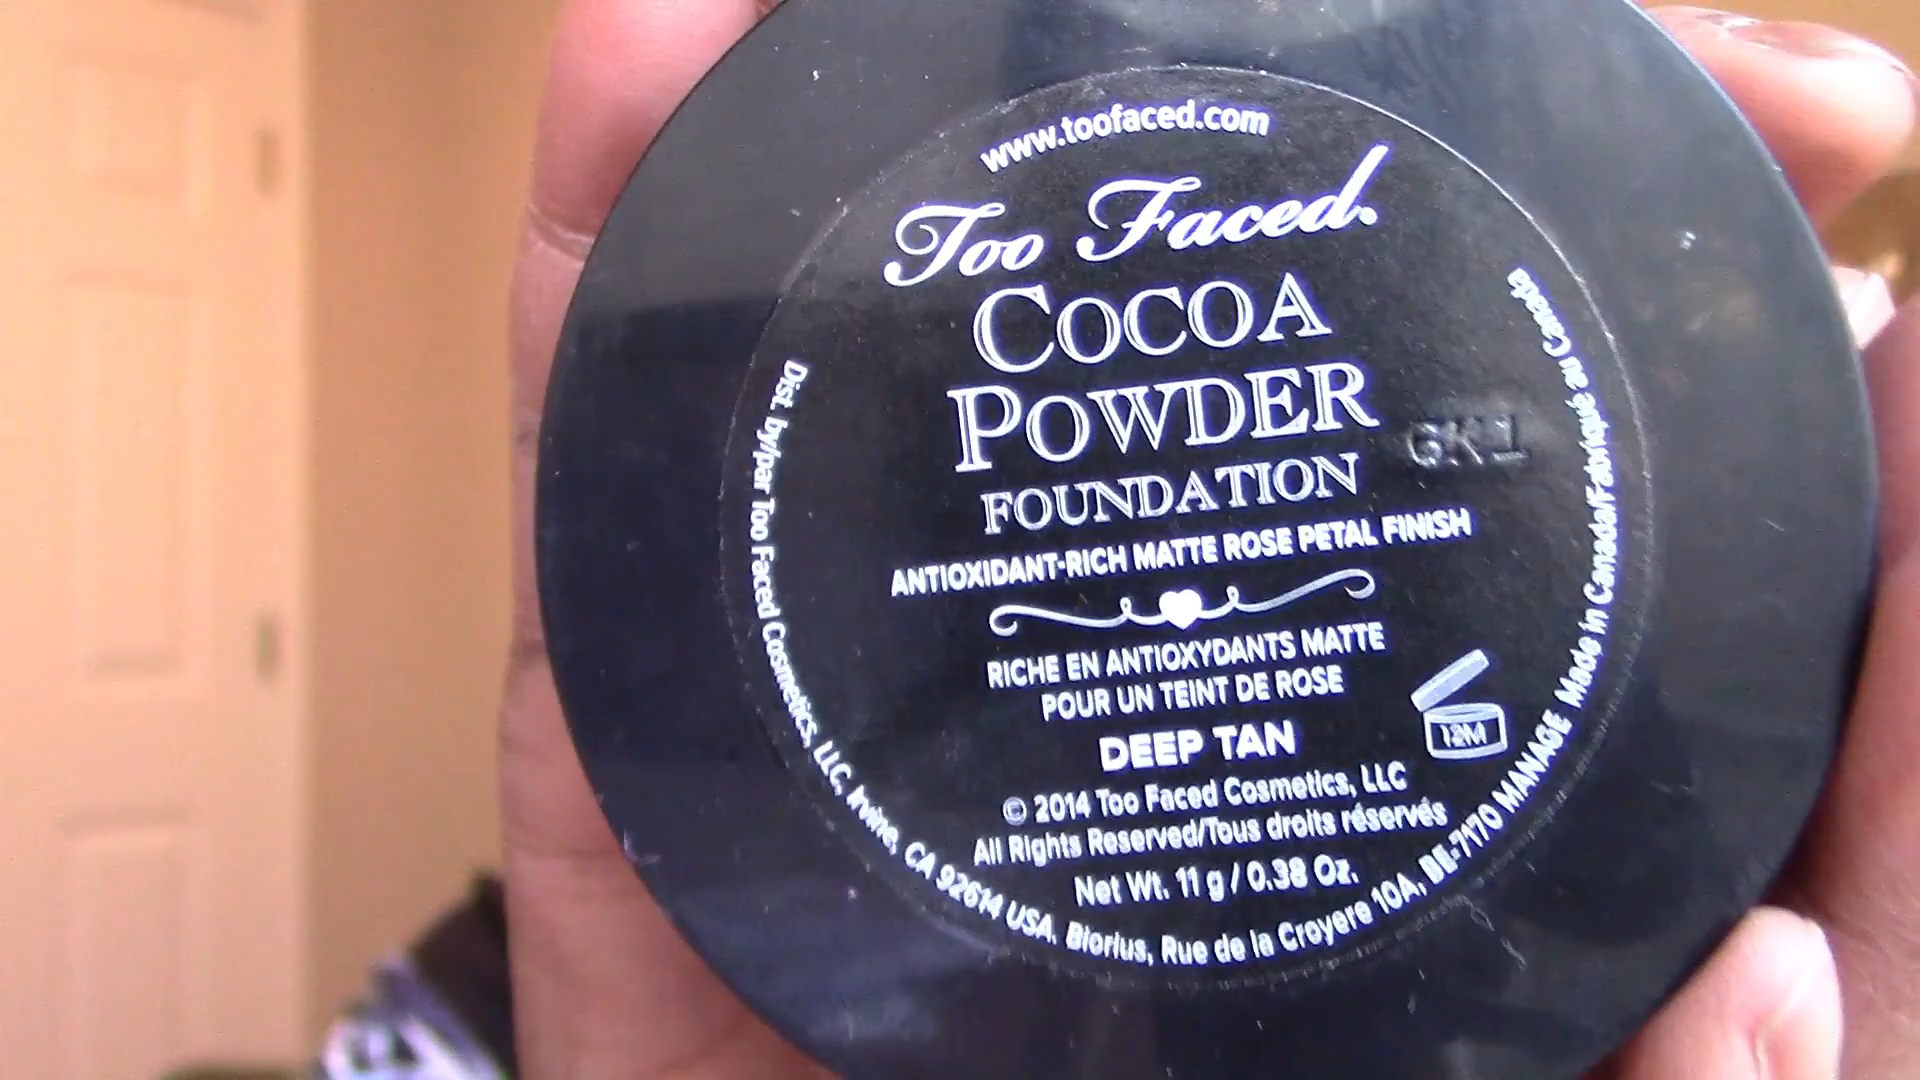 www.toofaced.com
Too Faced.
COCOA
POWDER
FOUNDATION
6K1
ANTIOXIDANT-RICH MATTE ROSE PETAL FINISH
RICHE EN ANTIOXYDANTS MATTE
POUR UN TEINT DE ROSE
DEEP TAN
12M
© 2014 Too Faced Cosmetics, LLC
All Rights Reserved/Tous droits réservés
Net Wt. 11 g / 0.38 Oz.
Dist. by/par Too Faced Cosmetics, LLC, Irvine, CA 92614 USA. Biorius, Rue de la Croyere 10A, BE-7170 MANAGE Made in Canada/Fabriqué au Canada